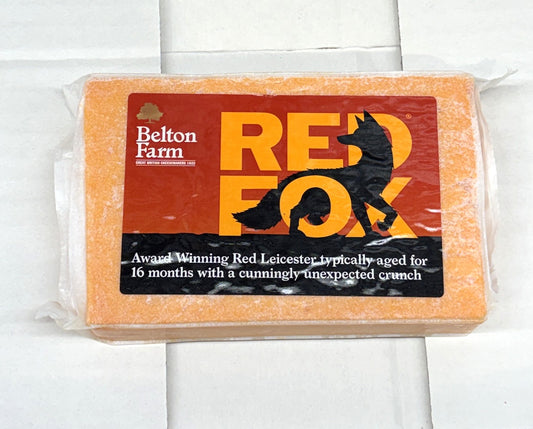 Belton
Farm
GREAT BRITISH CHEESEMAKERS 1922
RED®
FOX
Award Winning Red Leicester typically aged for
16 months with a cunningly unexpected crunch